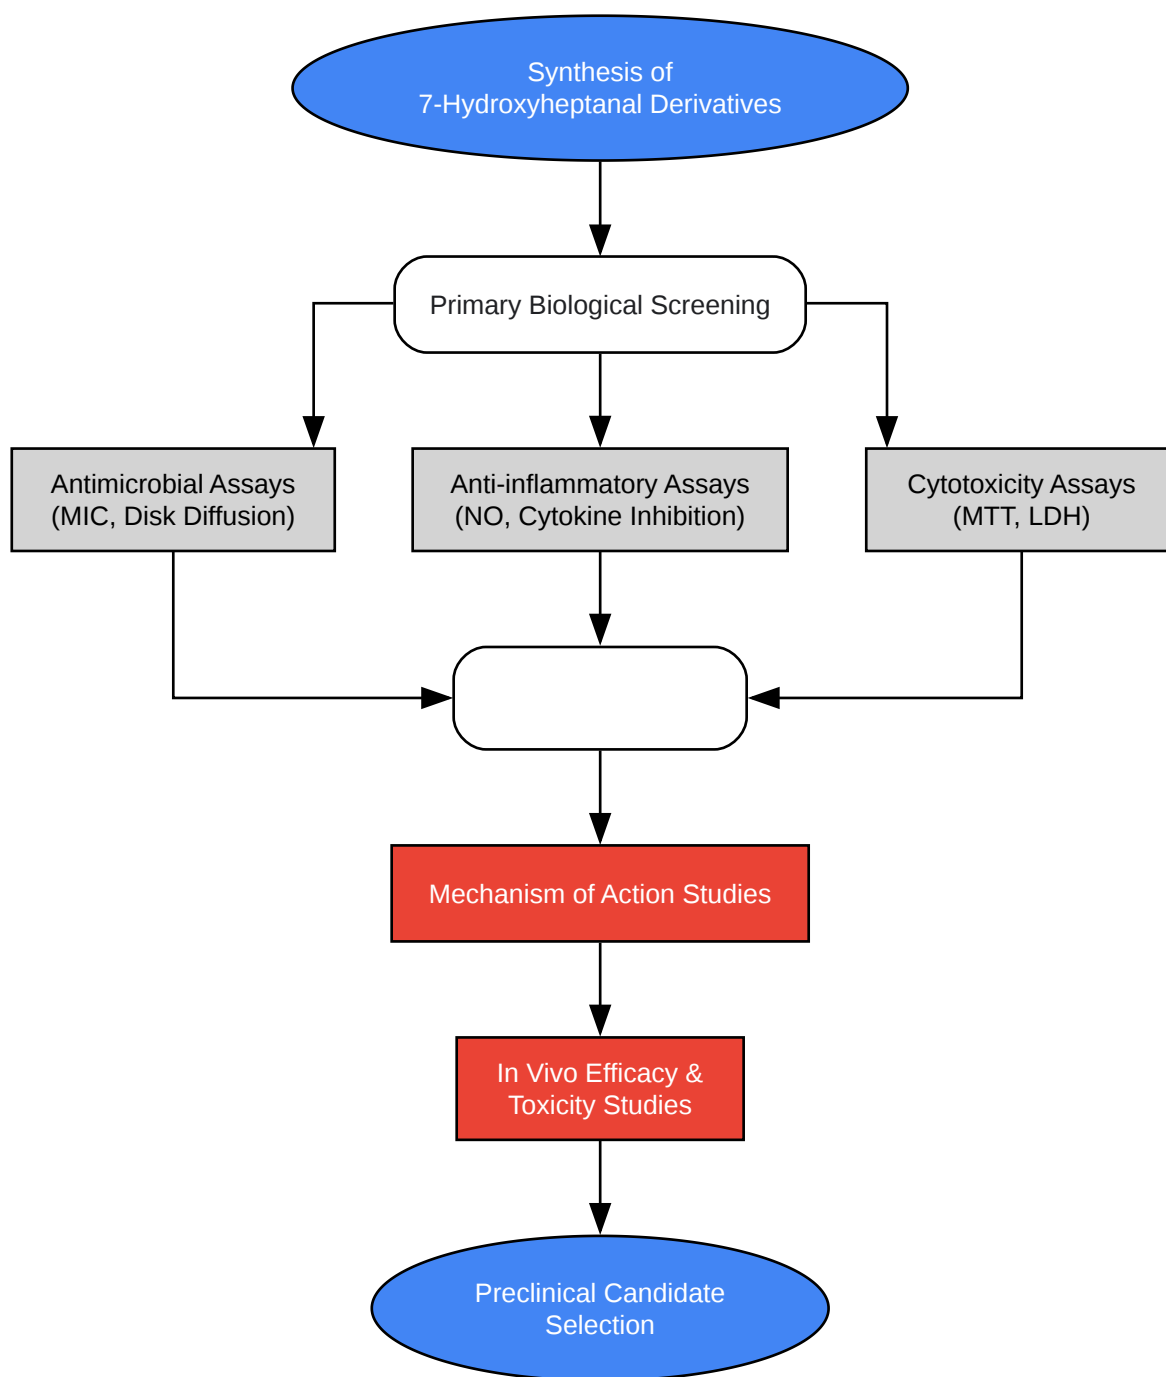 Synthesis of
7-Hydroxyheptanal Derivatives
Primary Biological Screening
Antimicrobial Assays
(MIC, Disk Diffusion)
Anti-inflammatory Assays
(NO, Cytokine Inhibition)
Cytotoxicity Assays
(MTT, LDH)
Mechanism of Action Studies
In Vivo Efficacy &
Toxicity Studies
Preclinical Candidate
Selection